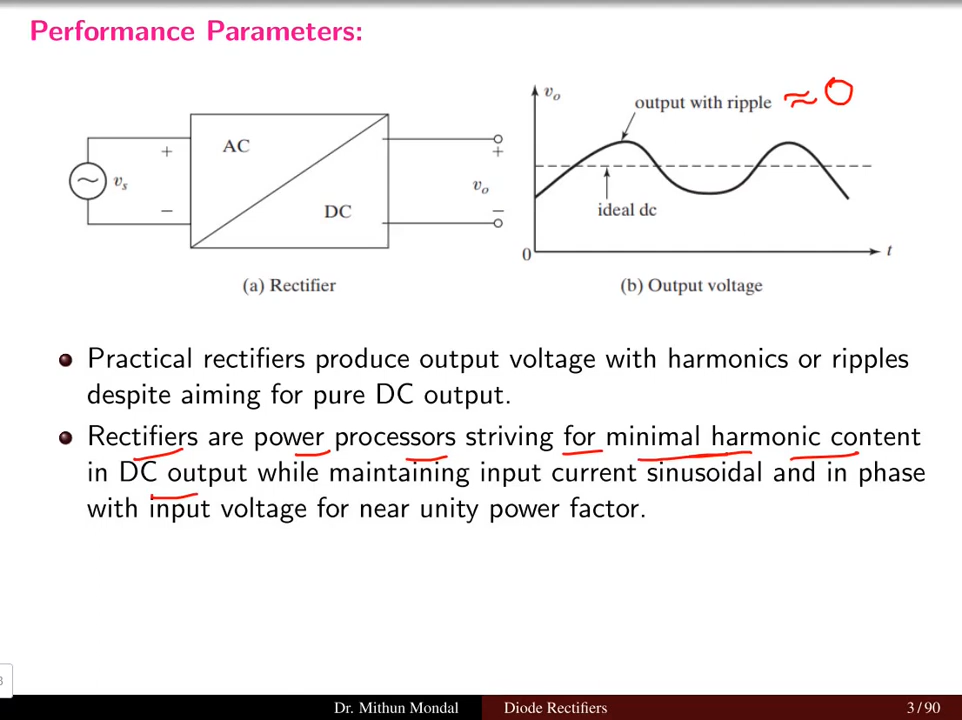 Performance Parameters:
AC
DC
+
−
vs
+
vo
−
(a) Rectifier
vo
output with ripple ≈0
ideal dc
0
t
(b) Output voltage
Practical rectifiers produce output voltage with harmonics or ripples
despite aiming for pure DC output.
Rectifiers are power processors striving for minimal harmonic content
in DC output while maintaining input current sinusoidal and in phase
with input voltage for near unity power factor.
Dr. Mithun Mondal Diode Rectifiers 3 / 90